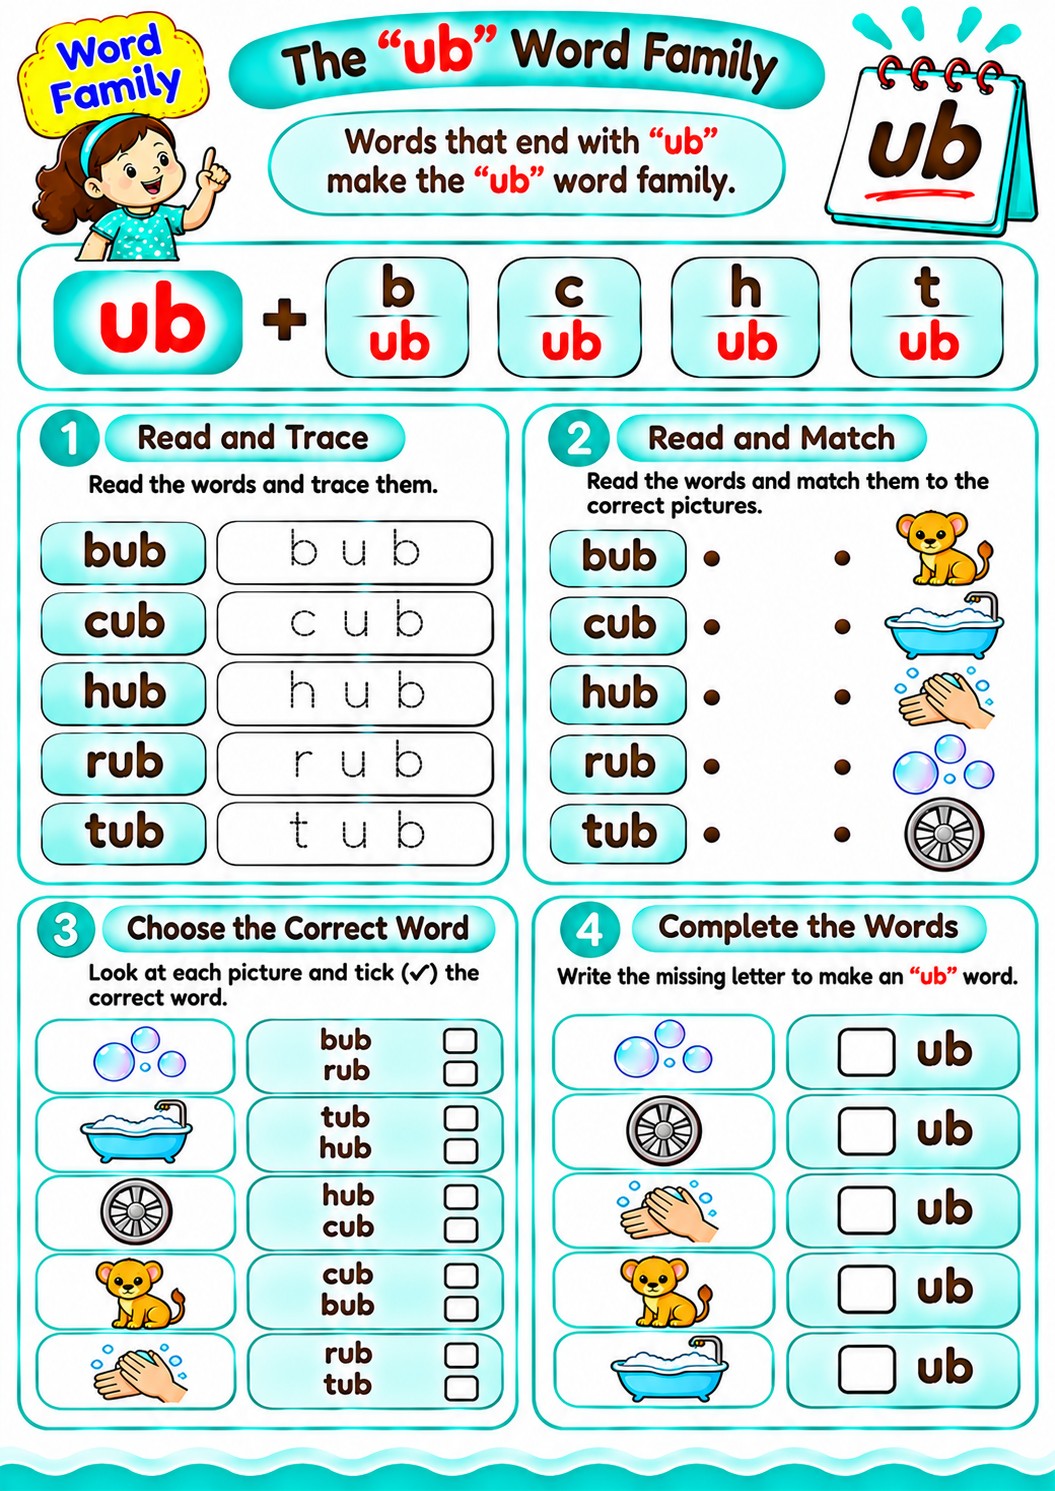 Word
Family
The “ub” Word Family
Words that end with “ub”
make the “ub” word family.
ub
ub + b
ub
c
ub
h
ub
t
ub
1 Read and Trace
Read the words and trace them.
bub b u b
cub c u b
hub h u b
rub r u b
tub t u b
2 Read and Match
Read the words and match them to the
correct pictures.
bub
cub
hub
rub
tub
3 Choose the Correct Word
Look at each picture and tick (✓) the
correct word.
bub
rub
tub
hub
hub
cub
cub
bub
rub
tub
4 Complete the Words
Write the missing letter to make an “ub” word.
ub
ub
ub
ub
ub